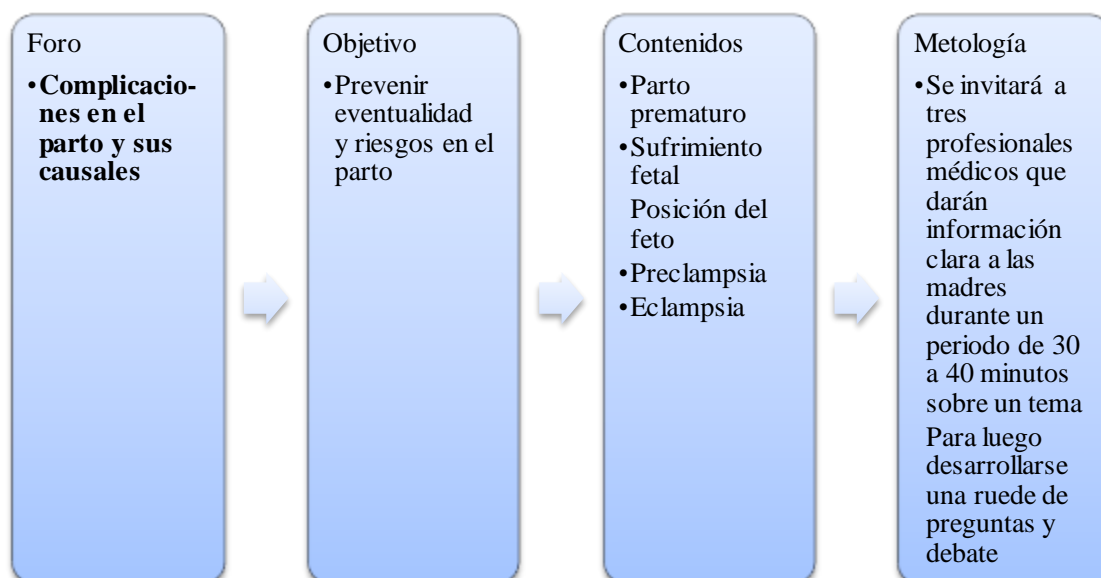 Foro
•Complicacio-
nes en el
parto y sus
causales
Objetivo
•Prevenir
eventualidad
y riesgos en el
parto
Contenidos
•Parto
prematuro
•Sufrimiento
fetal
Posición del
feto
•Preclampsia
•Eclampsia
Metología
•Se invitará a
tres
profesionales
médicos que
darán
información
clara a las
madres
durante un
periodo de 30
a 40 minutos
sobre un tema
Para luego
desarrollarse
una ruede de
preguntas y
debate